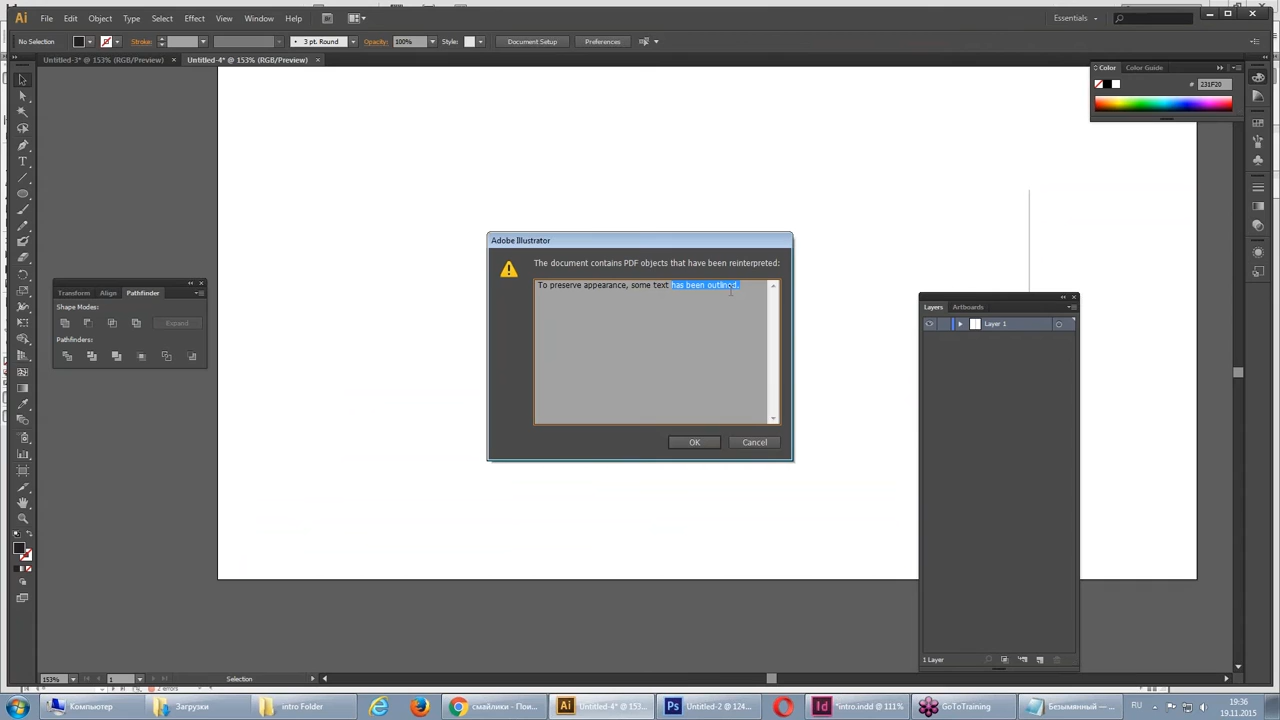 Ai File Edit Object Type Select Effect View Window Help Br Essentials
No Selection Stroke: 3 pt. Round Opacity: 100% Style: Document Setup Preferences
Untitled-3* @ 153% (RGB/Preview) × Untitled-4* @ 153% (RGB/Preview) ×
Color Color Guide
# 231F20
Adobe Illustrator
The document contains PDF objects that have been reinterpreted:
To preserve appearance, some text has been outlined.
OK Cancel
Transform Align Pathfinder
Shape Modes:
Expand
Pathfinders:
Layers Artboards
Layer 1
1 Layer
153% 1 Selection
2 errors
Компьютер Загрузки intro Folder смайлики - Пои... Untitled-4* @ 153... Untitled-2 @ 124... *intro.indd @ 111% GoToTraining Безымянный — ... RU 19:36
19.11.2015